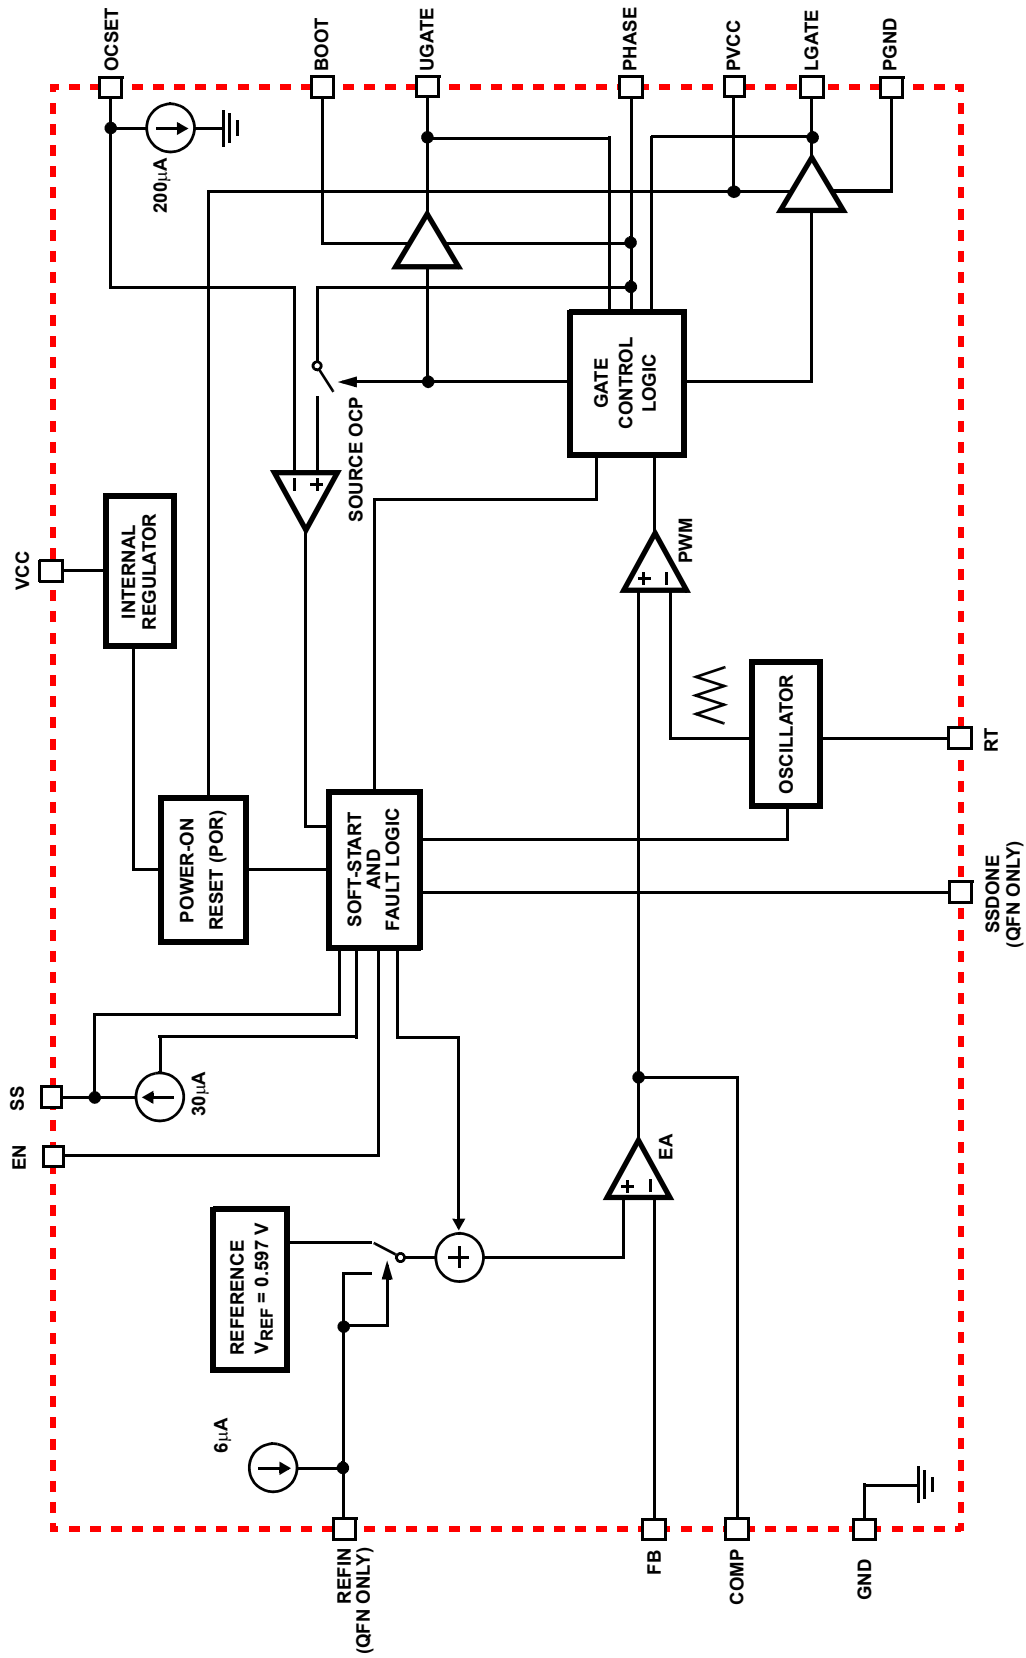 VCC
SS
EN
OCSET
200µA
BOOT
UGATE
PHASE
PVCC
LGATE
PGND
INTERNAL
REGULATOR
POWER-ON
RESET (POR)
30µA
SOFT-START
AND
FAULT LOGIC
- +
SOURCE OCP
GATE
CONTROL
LOGIC
REFERENCE
VREF = 0.597 V
6µA
+
REFIN
(QFN ONLY)
+ -
EA
+ -
PWM
OSCILLATOR
FB
COMP
GND
SSDONE
(QFN ONLY)
RT